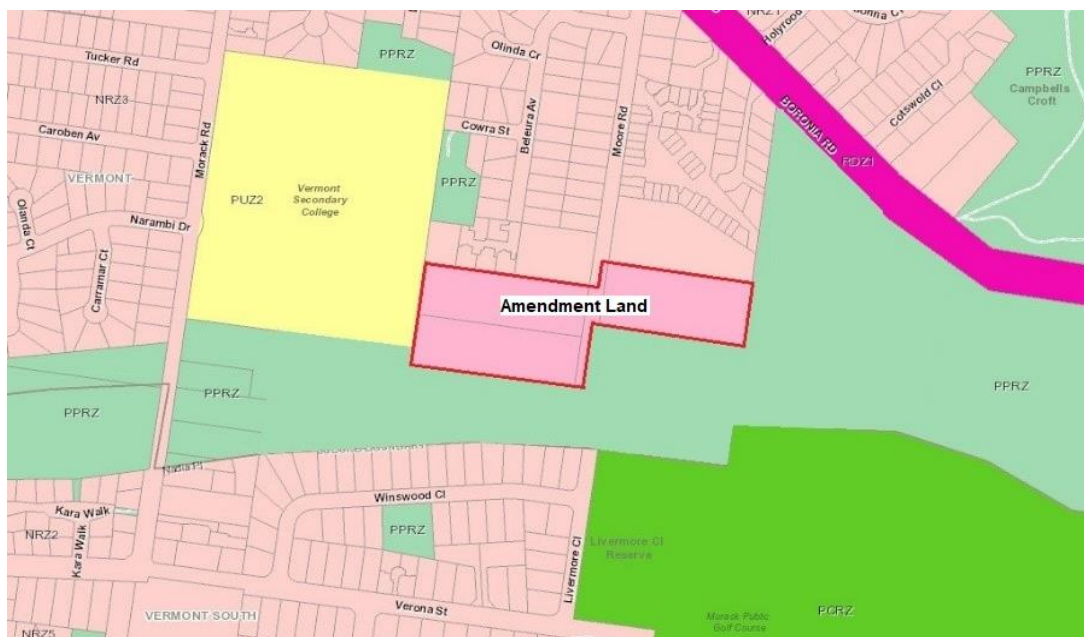 NRZ1
Holyrood
Tucker Rd
PPRZ
Olinda Cr
PPRZ
Campbells
Croft
NRZ3
Cotswold Cl
Morack Rd
Beleura Av
Moore Rd
BORONIA RD
RDZ1
Caroben Av
Cowra St
VERMONT
PPRZ
PUZ2
Vermont
Secondary
College
Olanda Ct
Narambi Dr
Carramar Ct
Amendment Land
PPRZ
PPRZ
PPRZ
Kara Walk
Winswood Cl
PPRZ
NRZ2
Kara Walk
Livermore Cl
Livermore Cl
Reserve
Verona St
VERMONT SOUTH
PCRZ
Morack Public
Golf Course
NRZ5